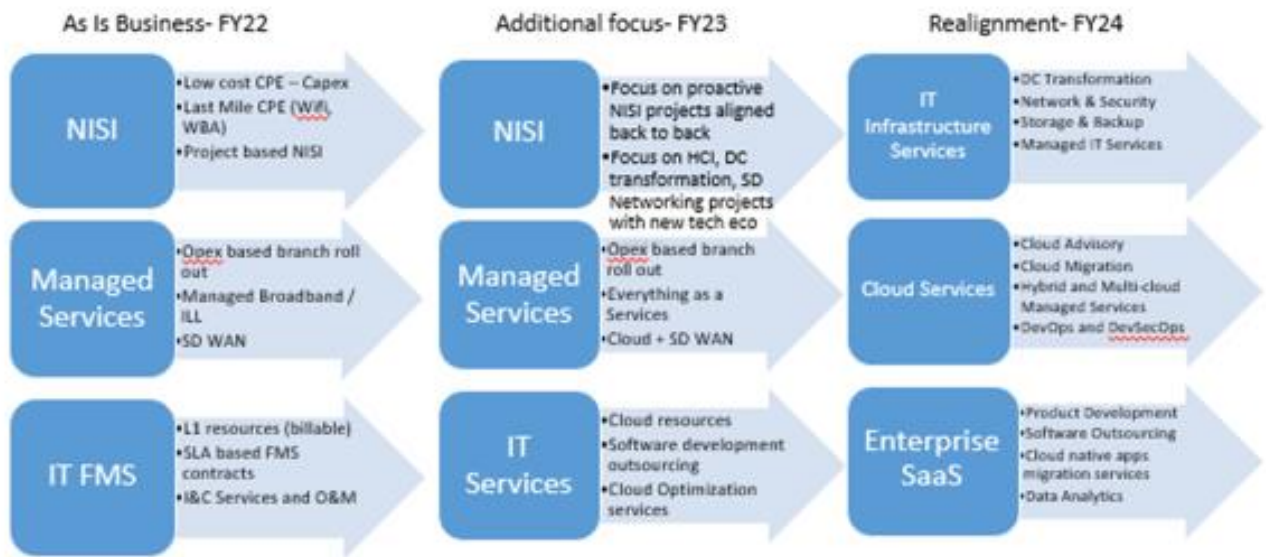 As Is Business- FY22
NISI
•Low cost CPE – Capex
•Last Mile CPE (Wifi,
WBA)
•Project based NISI
Managed
Services
•Opex based branch roll
out
•Managed Broadband /
ILL
•SD WAN
IT FMS
•L1 resources (billable)
•SLA based FMS
contracts
•I&C Services and O&M
Additional focus- FY23
NISI
•Focus on proactive
NISI projects aligned
back to back
•Focus on HCI, DC
transformation, SD
Networking projects
with new tech eco
Managed
Services
•Opex based branch
roll out
•Everything as a
Services
•Cloud + SD WAN
IT
Services
•Cloud resources
•Software development
outsourcing
•Cloud Optimization
services
Realignment- FY24
IT
Infrastructure
Services
•DC Transformation
•Network & Security
•Storage & Backup
•Managed IT Services
Cloud Services
•Cloud Advisory
•Cloud Migration
•Hybrid and Multi-cloud
Managed Services
•DevOps and DevSecOps
Enterprise
SaaS
•Product Development
•Software Outsourcing
•Cloud native apps
migration services
•Data Analytics